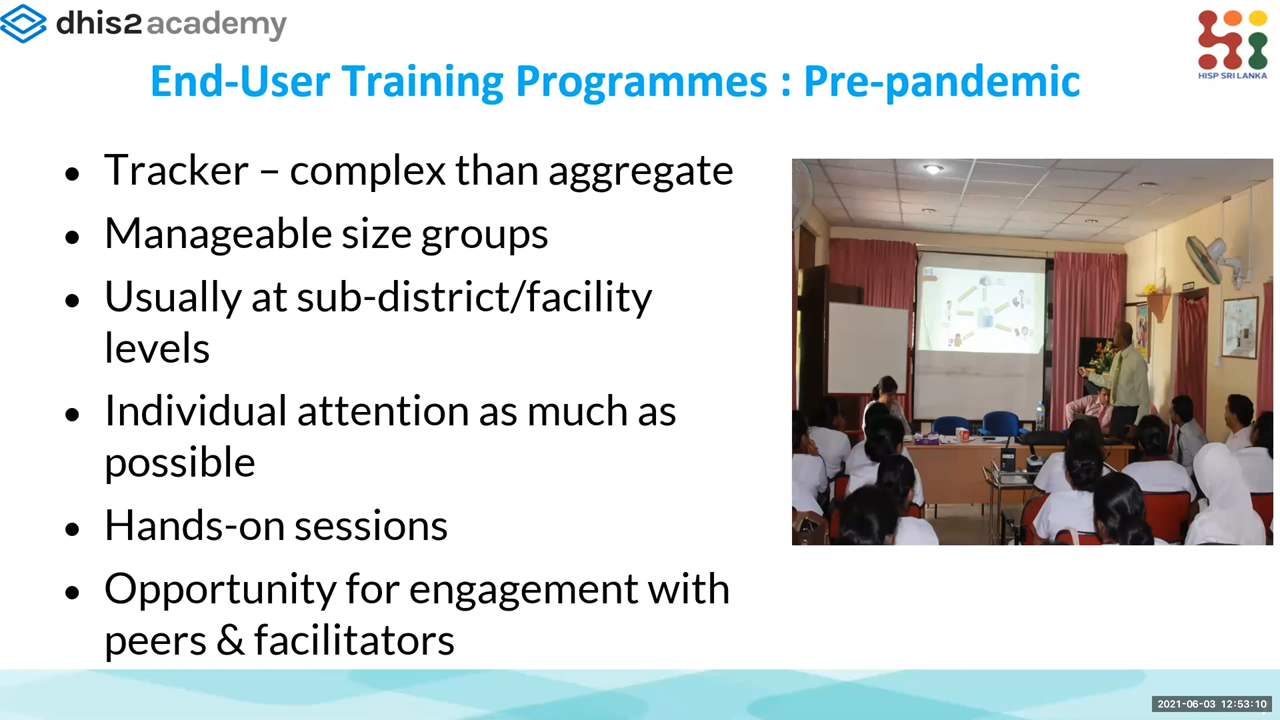 dhis2 academy
HISP SRI LANKA
End-User Training Programmes : Pre-pandemic
• Tracker – complex than aggregate
• Manageable size groups
• Usually at sub-district/facility
levels
• Individual attention as much as
possible
• Hands-on sessions
• Opportunity for engagement with
peers & facilitators
2021-06-03 12:53:10